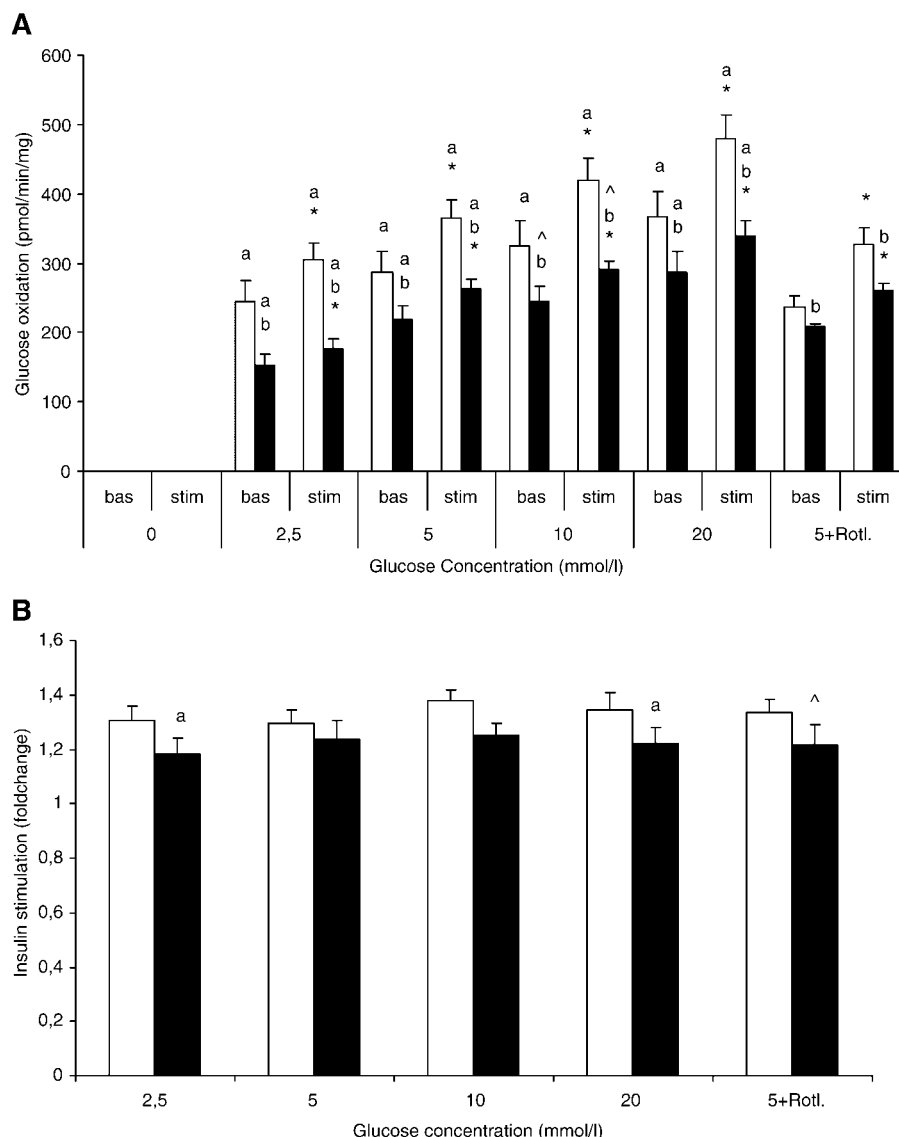 A
Glucose oxidation (pmol/min/mg)
600
500
400
300
200
100
0
a
a
b
a
*
a
b
*
a
a
b
a
*
a
b
*
a
^
b
a
*
^
b
*
a
a
b
a
*
a
b
*
b
*
b
*
bas stim bas stim bas stim bas stim bas stim bas stim
0 2,5 5 10 20 5+Rotl.
Glucose Concentration (mmol/l)
B
Insulin stimulation (foldchange)
1,6
1,4
1,2
1
0,8
0,6
0,4
0,2
0
a
a
^
2,5 5 10 20 5+Rotl.
Glucose concentration (mmol/l)